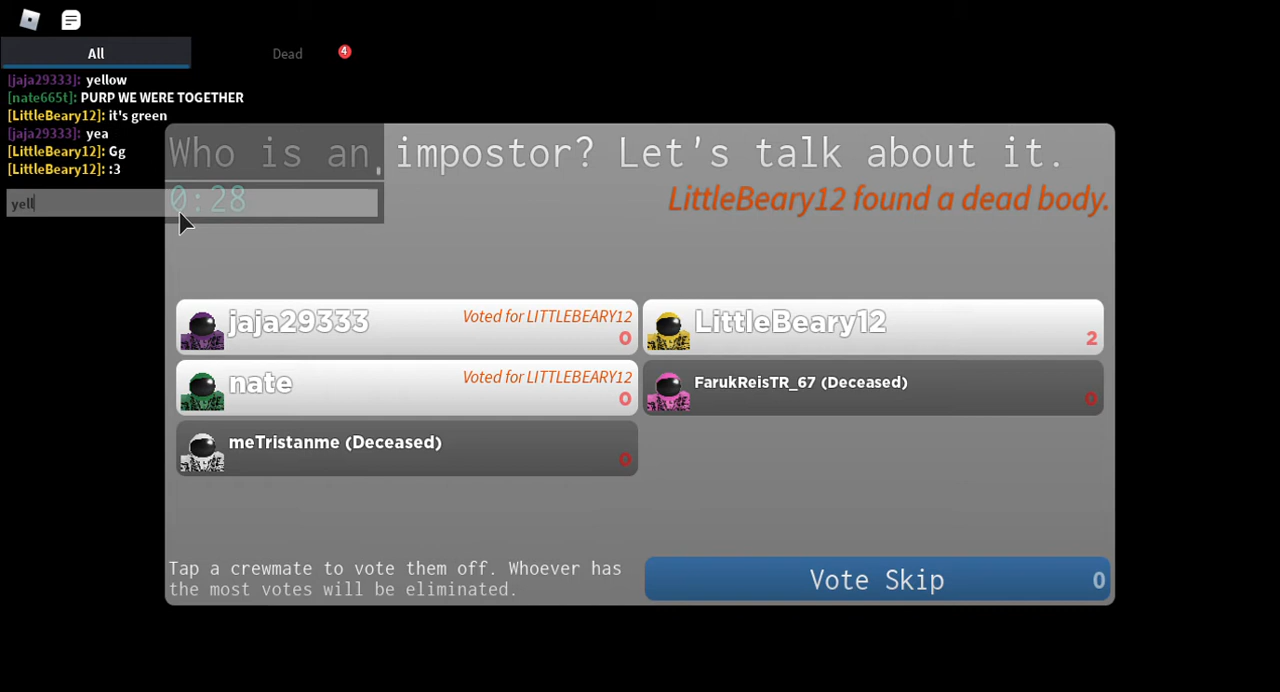 All
Dead
4
[jaja29333]: yellow
[nate665t]: PURP WE WERE TOGETHER
[LittleBeary12]: it's green
[jaja29333]: yea
[LittleBeary12]: Gg
[LittleBeary12]: :3
yell
Who is an impostor? Let's talk about it.
0:28
LittleBeary12 found a dead body.
jaja29333
Voted for LITTLEBEARY12
0
LittleBeary12
2
nate
Voted for LITTLEBEARY12
0
FarukReisTR_67 (Deceased)
0
meTristanme (Deceased)
0
Tap a crewmate to vote them off. Whoever has
the most votes will be eliminated.
Vote Skip
0